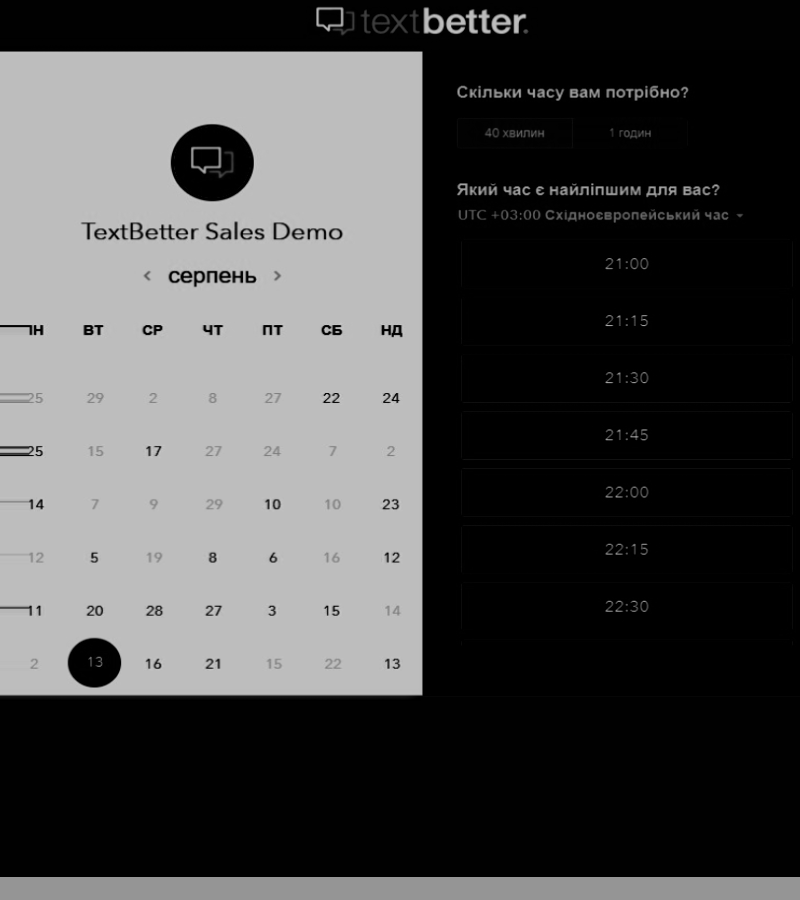 textbetter.
TextBetter Sales Demo
серпень
ПН ВТ СР ЧТ ПТ СБ НД
25 29 2 8 27 22 24
25 15 17 27 24 7 2
14 7 9 29 10 10 23
12 5 19 8 6 16 12
11 20 28 27 3 15 14
2 13 16 21 15 22 13
Скільки часу вам потрібно?
40 хвилин 1 годин
Який час є найліпшим для вас?
UTC +03:00 Східноєвропейський час
21:00
21:15
21:30
21:45
22:00
22:15
22:30